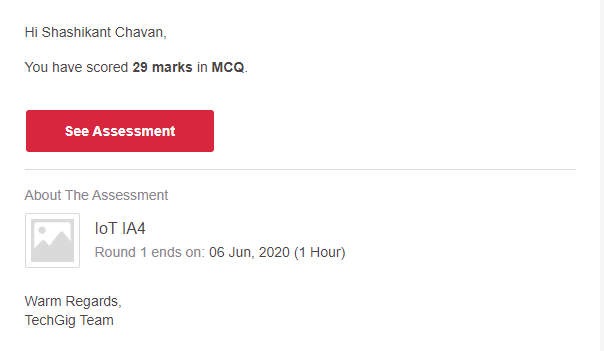 Hi Shashikant Chavan,
You have scored 29 marks in MCQ.
See Assessment
About The Assessment
IoT IA4
Round 1 ends on: 06 Jun, 2020 (1 Hour)
Warm Regards,
TechGig Team